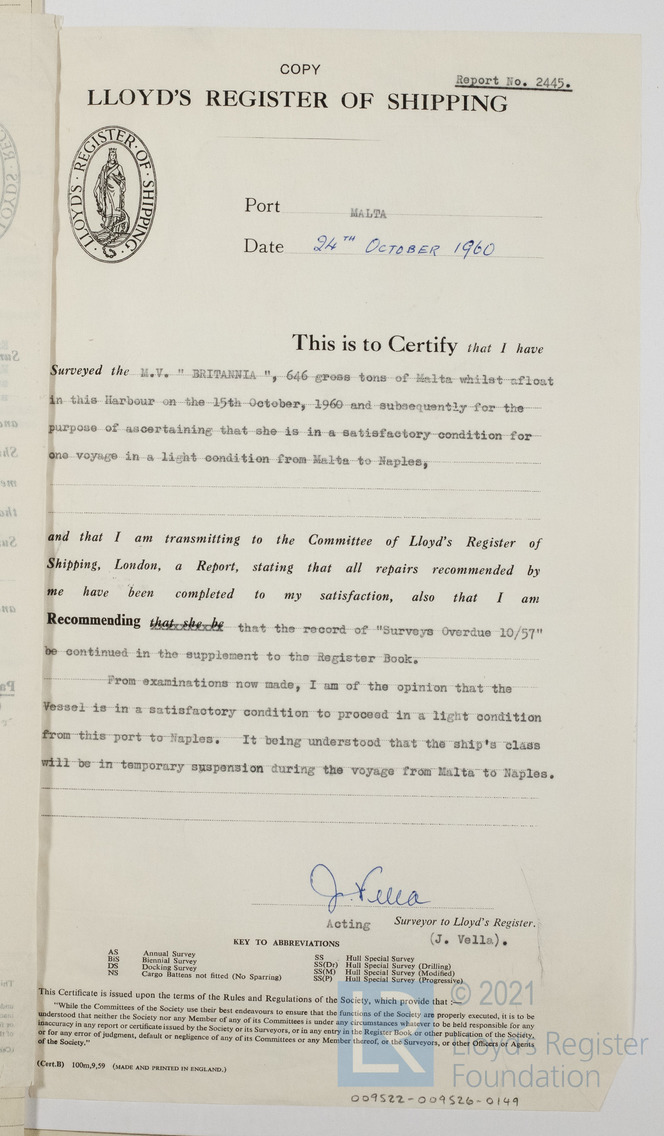 COPY
Report No. 2445.
LLOYD'S REGISTER OF SHIPPING
LLOYD'S · REGISTER · OF · SHIPPING ·
Port MALTA
Date 24TH OCTOBER 1960
This is to Certify that I have
Surveyed the M.V. " BRITANNIA ", 646 gross tons of Malta whilst afloat
in this Harbour on the 15th October, 1960 and subsequently for the
purpose of ascertaining that she is in a satisfactory condition for
one voyage in a light condition from Malta to Naples,
and that I am transmitting to the Committee of Lloyd's Register of
Shipping, London, a Report, stating that all repairs recommended by
me have been completed to my satisfaction, also that I am
Recommending that she be that the record of "Surveys Overdue 10/57"
be continued in the supplement to the Register Book.
From examinations now made, I am of the opinion that the
Vessel is in a satisfactory condition to proceed in a light condition
from this port to Naples. It being understood that the ship's class
will be in temporary suspension during the voyage from Malta to Naples.
J. Vella
Acting Surveyor to Lloyd's Register.
(J. Vella).
KEY TO ABBREVIATIONS
AS Annual Survey SS Hull Special Survey
BiS Biennial Survey SS(Dr) Hull Special Survey (Drilling)
DS Docking Survey SS(M) Hull Special Survey (Modified)
NS Cargo Battens not fitted (No Sparring) SS(P) Hull Special Survey (Progressive)
This Certificate is issued upon the terms of the Rules and Regulations of the Society, which provide that :—
"While the Committees of the Society use their best endeavours to ensure that the functions of the Society are properly executed, it is to be
understood that neither the Society nor any Member of any of its Committees is under any circumstances whatever to be held responsible for any
inaccuracy in any report or certificate issued by the Society or its Surveyors, or in any entry in the Register Book or other publication of the Society,
or for any error of judgment, default or negligence of any of its Committees or any Member thereof, or the Surveyors, or other Officers or Agents
of the Society."
(Cert.B) 100m,9,59 (MADE AND PRINTED IN ENGLAND.)
© 2021
Lloyd's Register
Foundation
009522-009526-0149